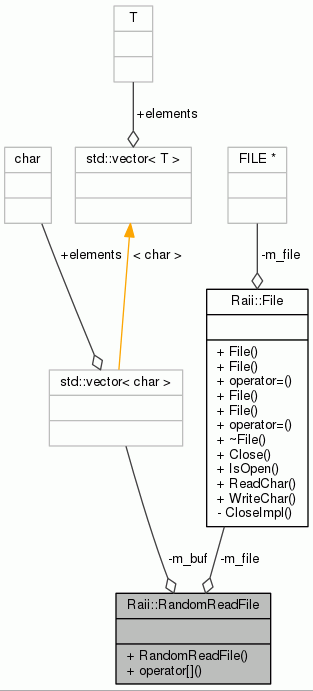 T
+elements
char
std::vector< T >
FILE *
+elements
< char >
-m_file
Raii::File
+ File()
+ File()
+ operator=()
+ File()
+ File()
+ operator=()
+ ~File()
+ Close()
+ IsOpen()
+ ReadChar()
+ WriteChar()
- CloseImpl()
std::vector< char >
-m_buf
-m_file
Raii::RandomReadFile
+ RandomReadFile()
+ operator[]()